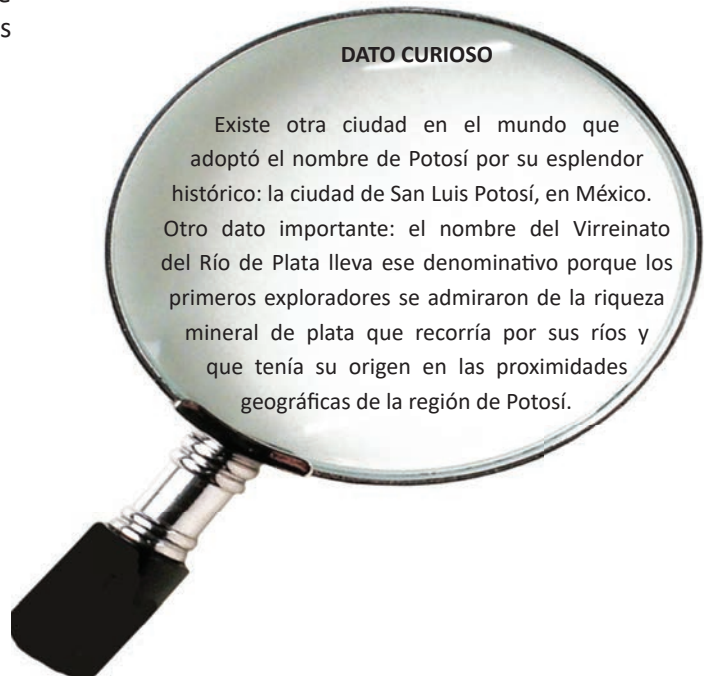 s
DATO CURIOSO
Existe otra ciudad en el mundo que
adoptó el nombre de Potosí por su esplendor
histórico: la ciudad de San Luis Potosí, en México.
Otro dato importante: el nombre del Virreinato
del Río de Plata lleva ese denominativo porque los
primeros exploradores se admiraron de la riqueza
mineral de plata que recorría por sus ríos y
que tenía su origen en las proximidades
geográficas de la región de Potosí.